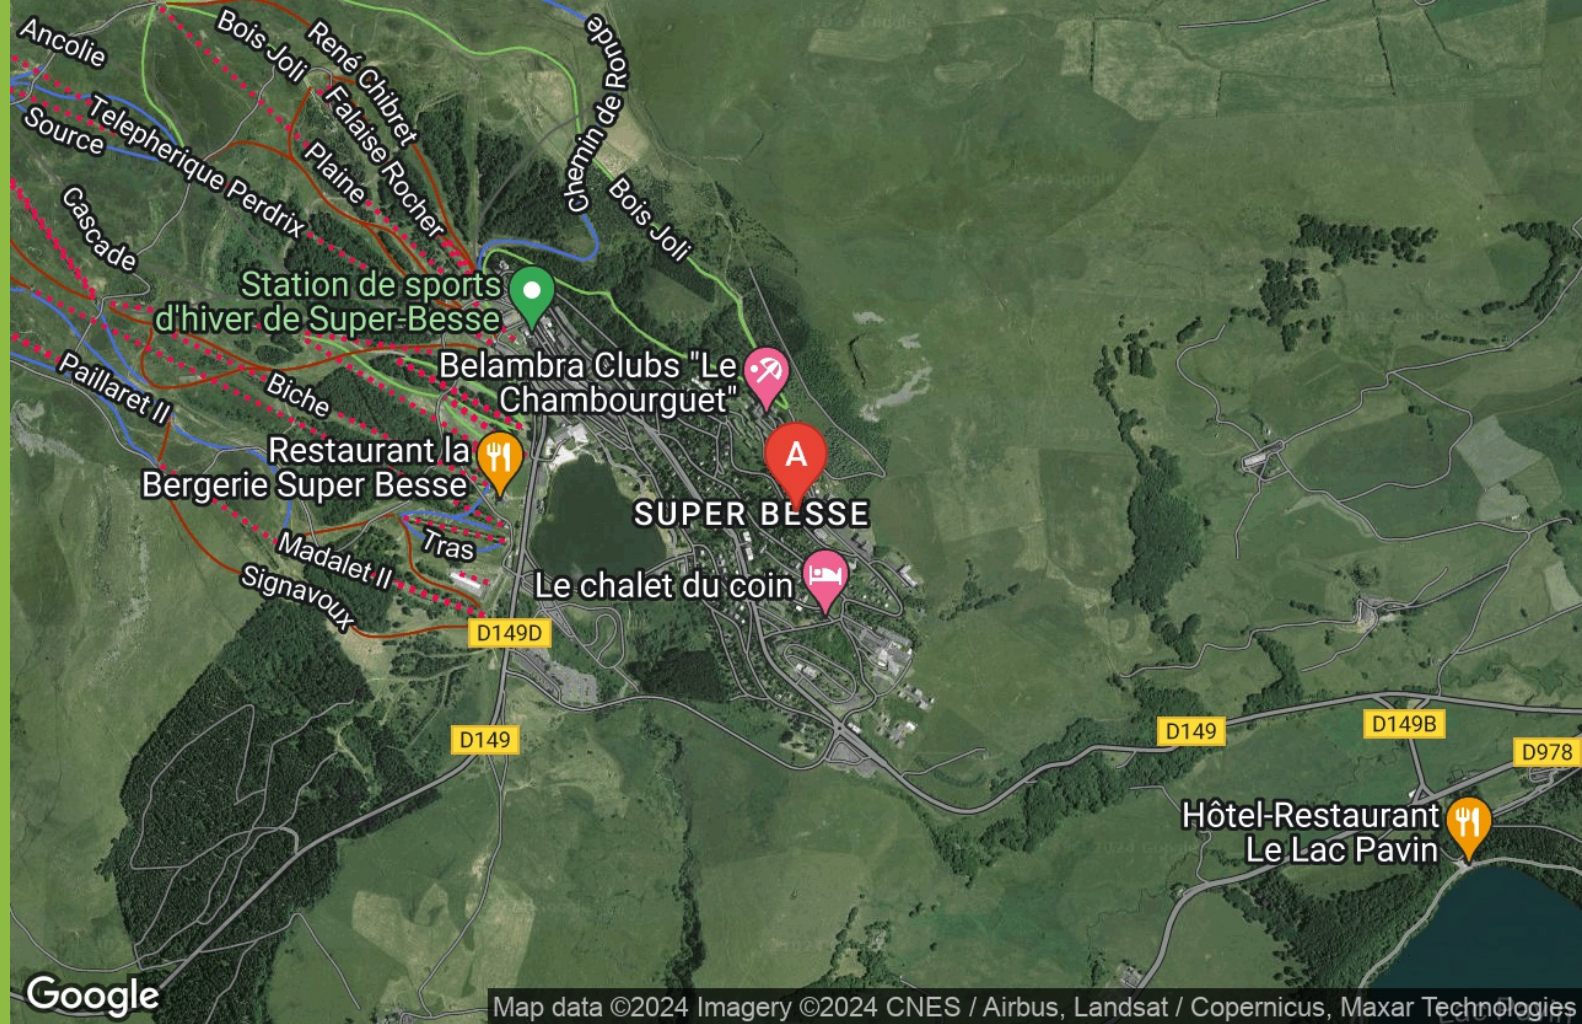 Ancolie
Bois Joli
René Chibret
Chemin de Ronde
Telepherique Perdrix
Source
Falaise Rocher
Plaine
Cascade
Bois Joli
Station de sports
d'hiver de Super-Besse
Belambra Clubs "Le
Chambourguet"
Paillaret II
Biche
Restaurant la
Bergerie Super Besse
A
SUPER BESSE
Tras
Madalet II
Signavoux
Le chalet du coin
D149D
D149
D149
D149B
D978
Hôtel-Restaurant
Le Lac Pavin
Google
Map data ©2024 Imagery ©2024 CNES / Airbus, Landsat / Copernicus, Maxar Technologies